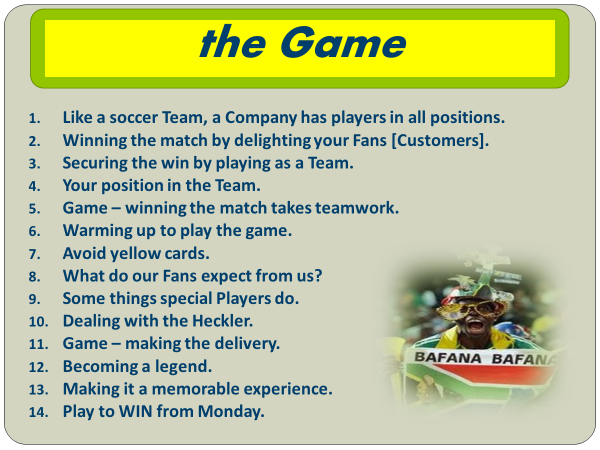 the Game
1. Like a soccer Team, a Company has players in all positions.
2. Winning the match by delighting your Fans [Customers].
3. Securing the win by playing as a Team.
4. Your position in the Team.
5. Game – winning the match takes teamwork.
6. Warming up to play the game.
7. Avoid yellow cards.
8. What do our Fans expect from us?
9. Some things special Players do.
10. Dealing with the Heckler.
11. Game – making the delivery.
12. Becoming a legend.
13. Making it a memorable experience.
14. Play to WIN from Monday.
BAFANA BAFANA